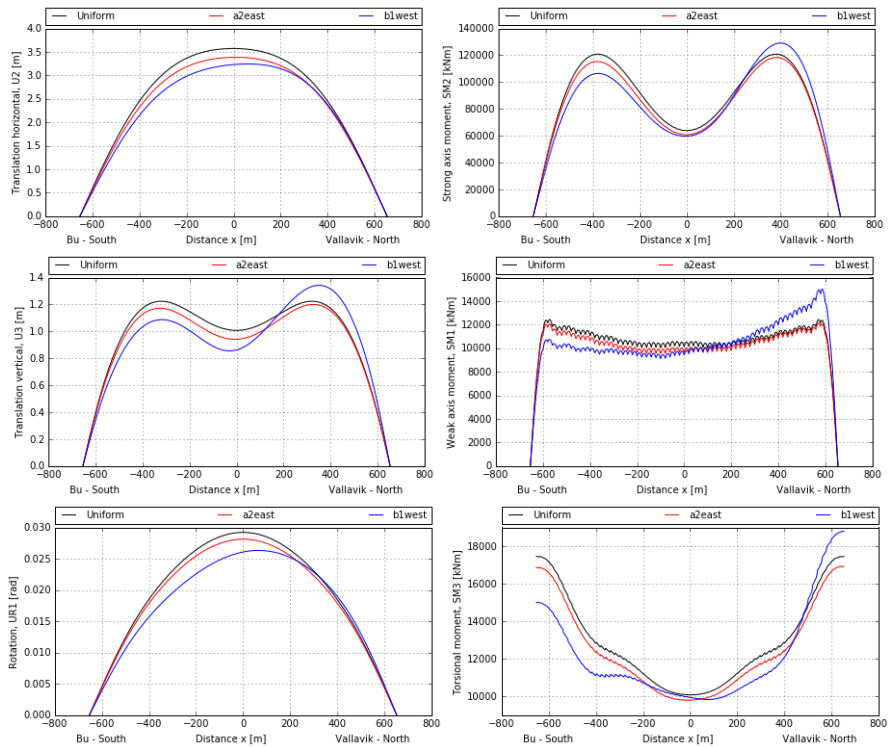 Uniform a2east b1west
Translation horizontal, U2 [m]
4.0
3.5
3.0
2.5
2.0
1.5
1.0
0.5
0.0
−800 −600 −400 −200 0 200 400 600 800
Bu - South Distance x [m] Vallavik - North
Uniform a2east b1west
Strong axis moment, SM2 [kNm]
140000
120000
100000
80000
60000
40000
20000
0
−800 −600 −400 −200 0 200 400 600 800
Bu - South Distance x [m] Vallavik - North
Uniform a2east b1west
Translation vertical, U3 [m]
1.4
1.2
1.0
0.8
0.6
0.4
0.2
0.0
−800 −600 −400 −200 0 200 400 600 800
Bu - South Distance x [m] Vallavik - North
Uniform a2east b1west
Weak axis moment, SM1 [kNm]
16000
14000
12000
10000
8000
6000
4000
2000
0
−800 −600 −400 −200 0 200 400 600 800
Bu - South Distance x [m] Vallavik - North
Uniform a2east b1west
Rotation, UR1 [rad]
0.030
0.025
0.020
0.015
0.010
0.005
0.000
−800 −600 −400 −200 0 200 400 600 800
Bu - South Distance x [m] Vallavik - North
Uniform a2east b1west
Torsional moment, SM3 [kNm]
18000
16000
14000
12000
10000
−800 −600 −400 −200 0 200 400 600 800
Bu - South Distance x [m] Vallavik - North